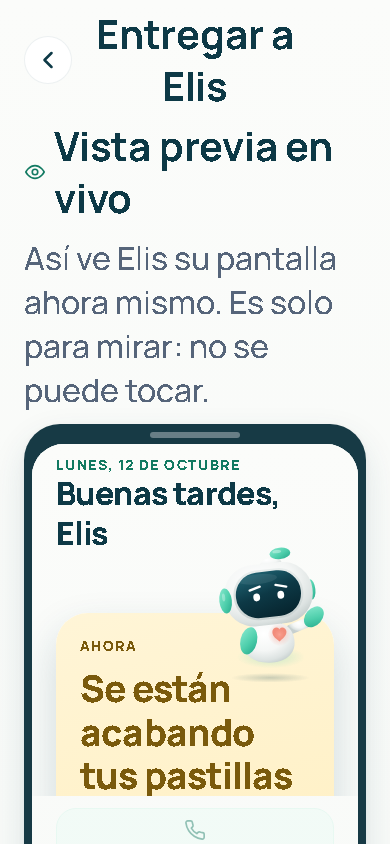 Entregar a
Elis
Vista previa en
vivo
Así ve Elis su pantalla
ahora mismo. Es solo
para mirar: no se
puede tocar.
LUNES, 12 DE OCTUBRE
Buenas tardes,
Elis
AHORA
Se están
acabando
tus pastillas